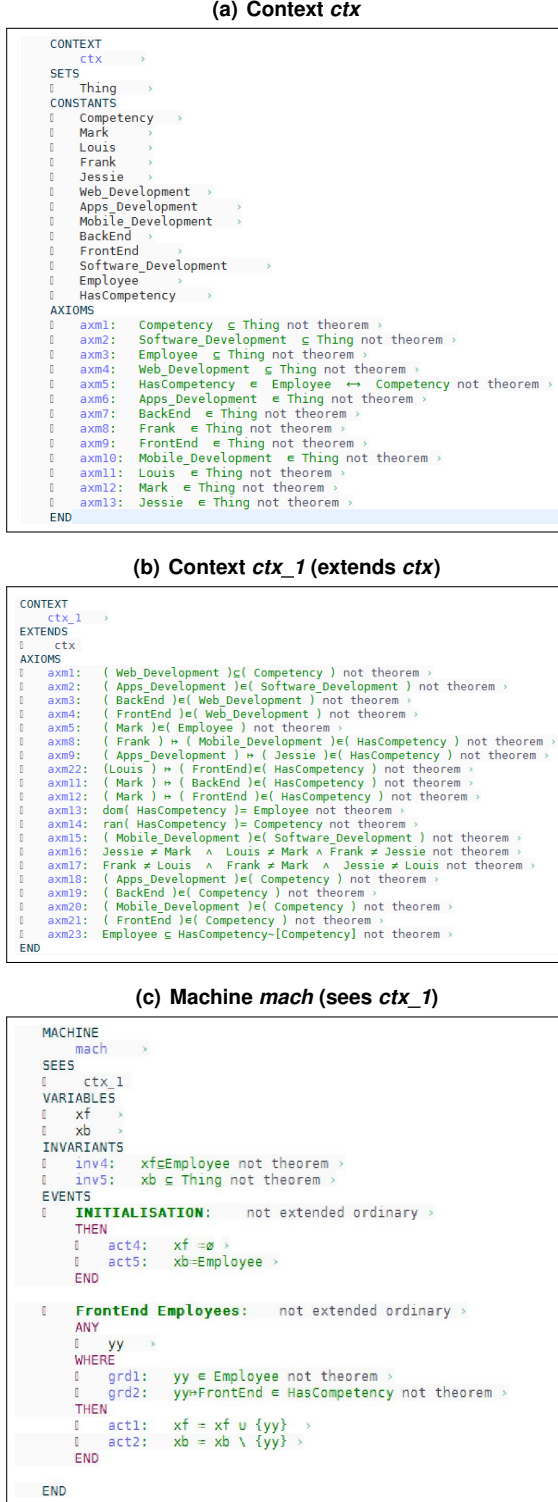 (a) Context ctx
CONTEXT
ctx ›
SETS
▯ Thing ›
CONSTANTS
▯ Competency ›
▯ Mark ›
▯ Louis ›
▯ Frank ›
▯ Jessie ›
▯ Web_Development ›
▯ Apps_Development ›
▯ Mobile_Development ›
▯ BackEnd ›
▯ FrontEnd ›
▯ Software_Development ›
▯ Employee ›
▯ HasCompetency ›
AXIOMS
▯ axm1: Competency ⊆ Thing not theorem ›
▯ axm2: Software_Development ⊆ Thing not theorem ›
▯ axm3: Employee ⊆ Thing not theorem ›
▯ axm4: Web_Development ⊆ Thing not theorem ›
▯ axm5: HasCompetency ∈ Employee ↔ Competency not theorem ›
▯ axm6: Apps_Development ∈ Thing not theorem ›
▯ axm7: BackEnd ∈ Thing not theorem ›
▯ axm8: Frank ∈ Thing not theorem ›
▯ axm9: FrontEnd ∈ Thing not theorem ›
▯ axm10: Mobile_Development ∈ Thing not theorem ›
▯ axm11: Louis ∈ Thing not theorem ›
▯ axm12: Mark ∈ Thing not theorem ›
▯ axm13: Jessie ∈ Thing not theorem ›
END
(b) Context ctx_1 (extends ctx)
CONTEXT
ctx_1 ›
EXTENDS
▯ ctx
AXIOMS
▯ axm1: ( Web_Development )⊆( Competency ) not theorem ›
▯ axm2: ( Apps_Development )∈( Software_Development ) not theorem ›
▯ axm3: ( BackEnd )∈( Web_Development ) not theorem ›
▯ axm4: ( FrontEnd )∈( Web_Development ) not theorem ›
▯ axm5: ( Mark )∈( Employee ) not theorem ›
▯ axm8: ( Frank ) ↦ ( Mobile_Development )∈( HasCompetency ) not theorem ›
▯ axm9: ( Apps_Development ) ↦ ( Jessie )∈( HasCompetency ) not theorem ›
▯ axm22: (Louis ) ↦ ( FrontEnd)∈( HasCompetency ) not theorem ›
▯ axm11: ( Mark ) ↦ ( BackEnd )∈( HasCompetency ) not theorem ›
▯ axm12: ( Mark ) ↦ ( FrontEnd )∈( HasCompetency ) not theorem ›
▯ axm13: dom( HasCompetency )= Employee not theorem ›
▯ axm14: ran( HasCompetency )= Competency not theorem ›
▯ axm15: ( Mobile_Development )∈( Software_Development ) not theorem ›
▯ axm16: Jessie ≠ Mark ∧ Louis ≠ Mark ∧ Frank ≠ Jessie not theorem ›
▯ axm17: Frank ≠ Louis ∧ Frank ≠ Mark ∧ Jessie ≠ Louis not theorem ›
▯ axm18: ( Apps_Development )∈( Competency ) not theorem ›
▯ axm19: ( BackEnd )∈( Competency ) not theorem ›
▯ axm20: ( Mobile_Development )∈( Competency ) not theorem ›
▯ axm21: ( FrontEnd )∈( Competency ) not theorem ›
▯ axm23: Employee ⊆ HasCompetency~[Competency] not theorem ›
END
(c) Machine mach (sees ctx_1)
MACHINE
mach ›
SEES
▯ ctx_1
VARIABLES
▯ xf ›
▯ xb ›
INVARIANTS
▯ inv4: xf⊆Employee not theorem ›
▯ inv5: xb ⊆ Thing not theorem ›
EVENTS
▯ INITIALISATION: not extended ordinary ›
THEN
▯ act4: xf ≔∅ ›
▯ act5: xb≔Employee ›
END
▯ FrontEnd Employees: not extended ordinary ›
ANY
▯ yy ›
WHERE
▯ grd1: yy ∈ Employee not theorem ›
▯ grd2: yy↦FrontEnd ∈ HasCompetency not theorem ›
THEN
▯ act1: xf ≔ xf ∪ {yy} ›
▯ act2: xb ≔ xb \ {yy} ›
END
END